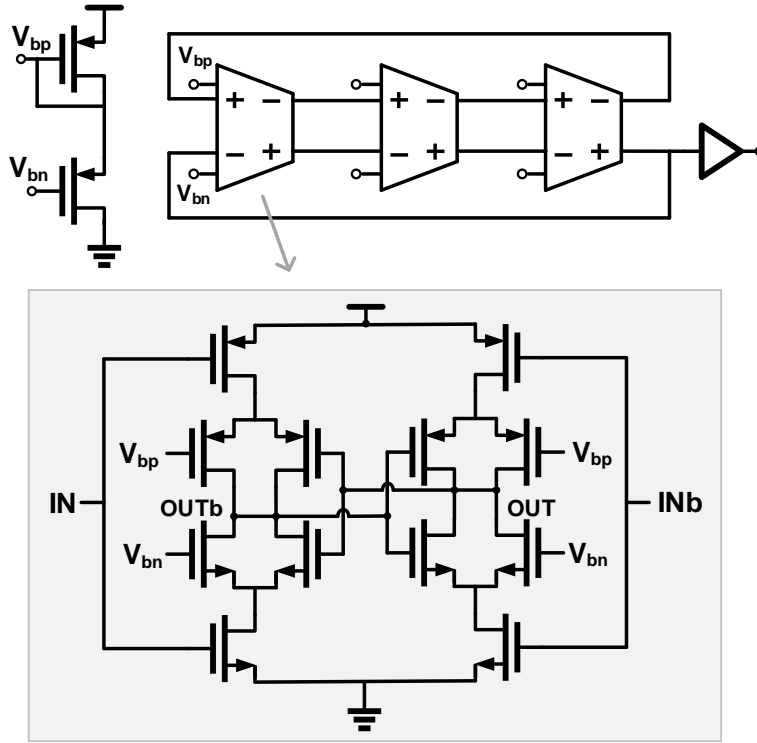 Vbp
Vbn
Vbp
Vbn
+ − + − + −
− + − + − +
Vbp
Vbp
IN
OUTb
OUT
INb
Vbn
Vbn